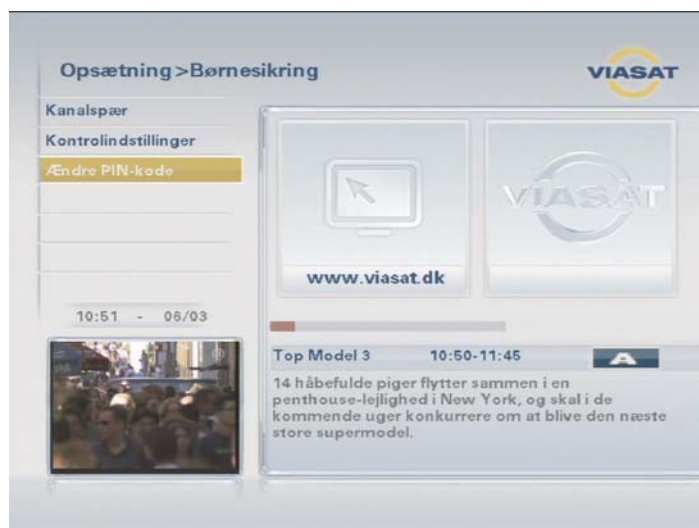 Opsætning >Børnesikring
VIASAT
Kanalspær
Kontrolindstillinger
Ændre PIN-kode
VIASAT
www.viasat.dk
10:51 - 06/03
Top Model 3 10:50-11:45 A
14 håbefulde piger flytter sammen i en
penthouse-lejlighed i New York, og skal i de
kommende uger konkurrere om at blive den næste
store supermodel.